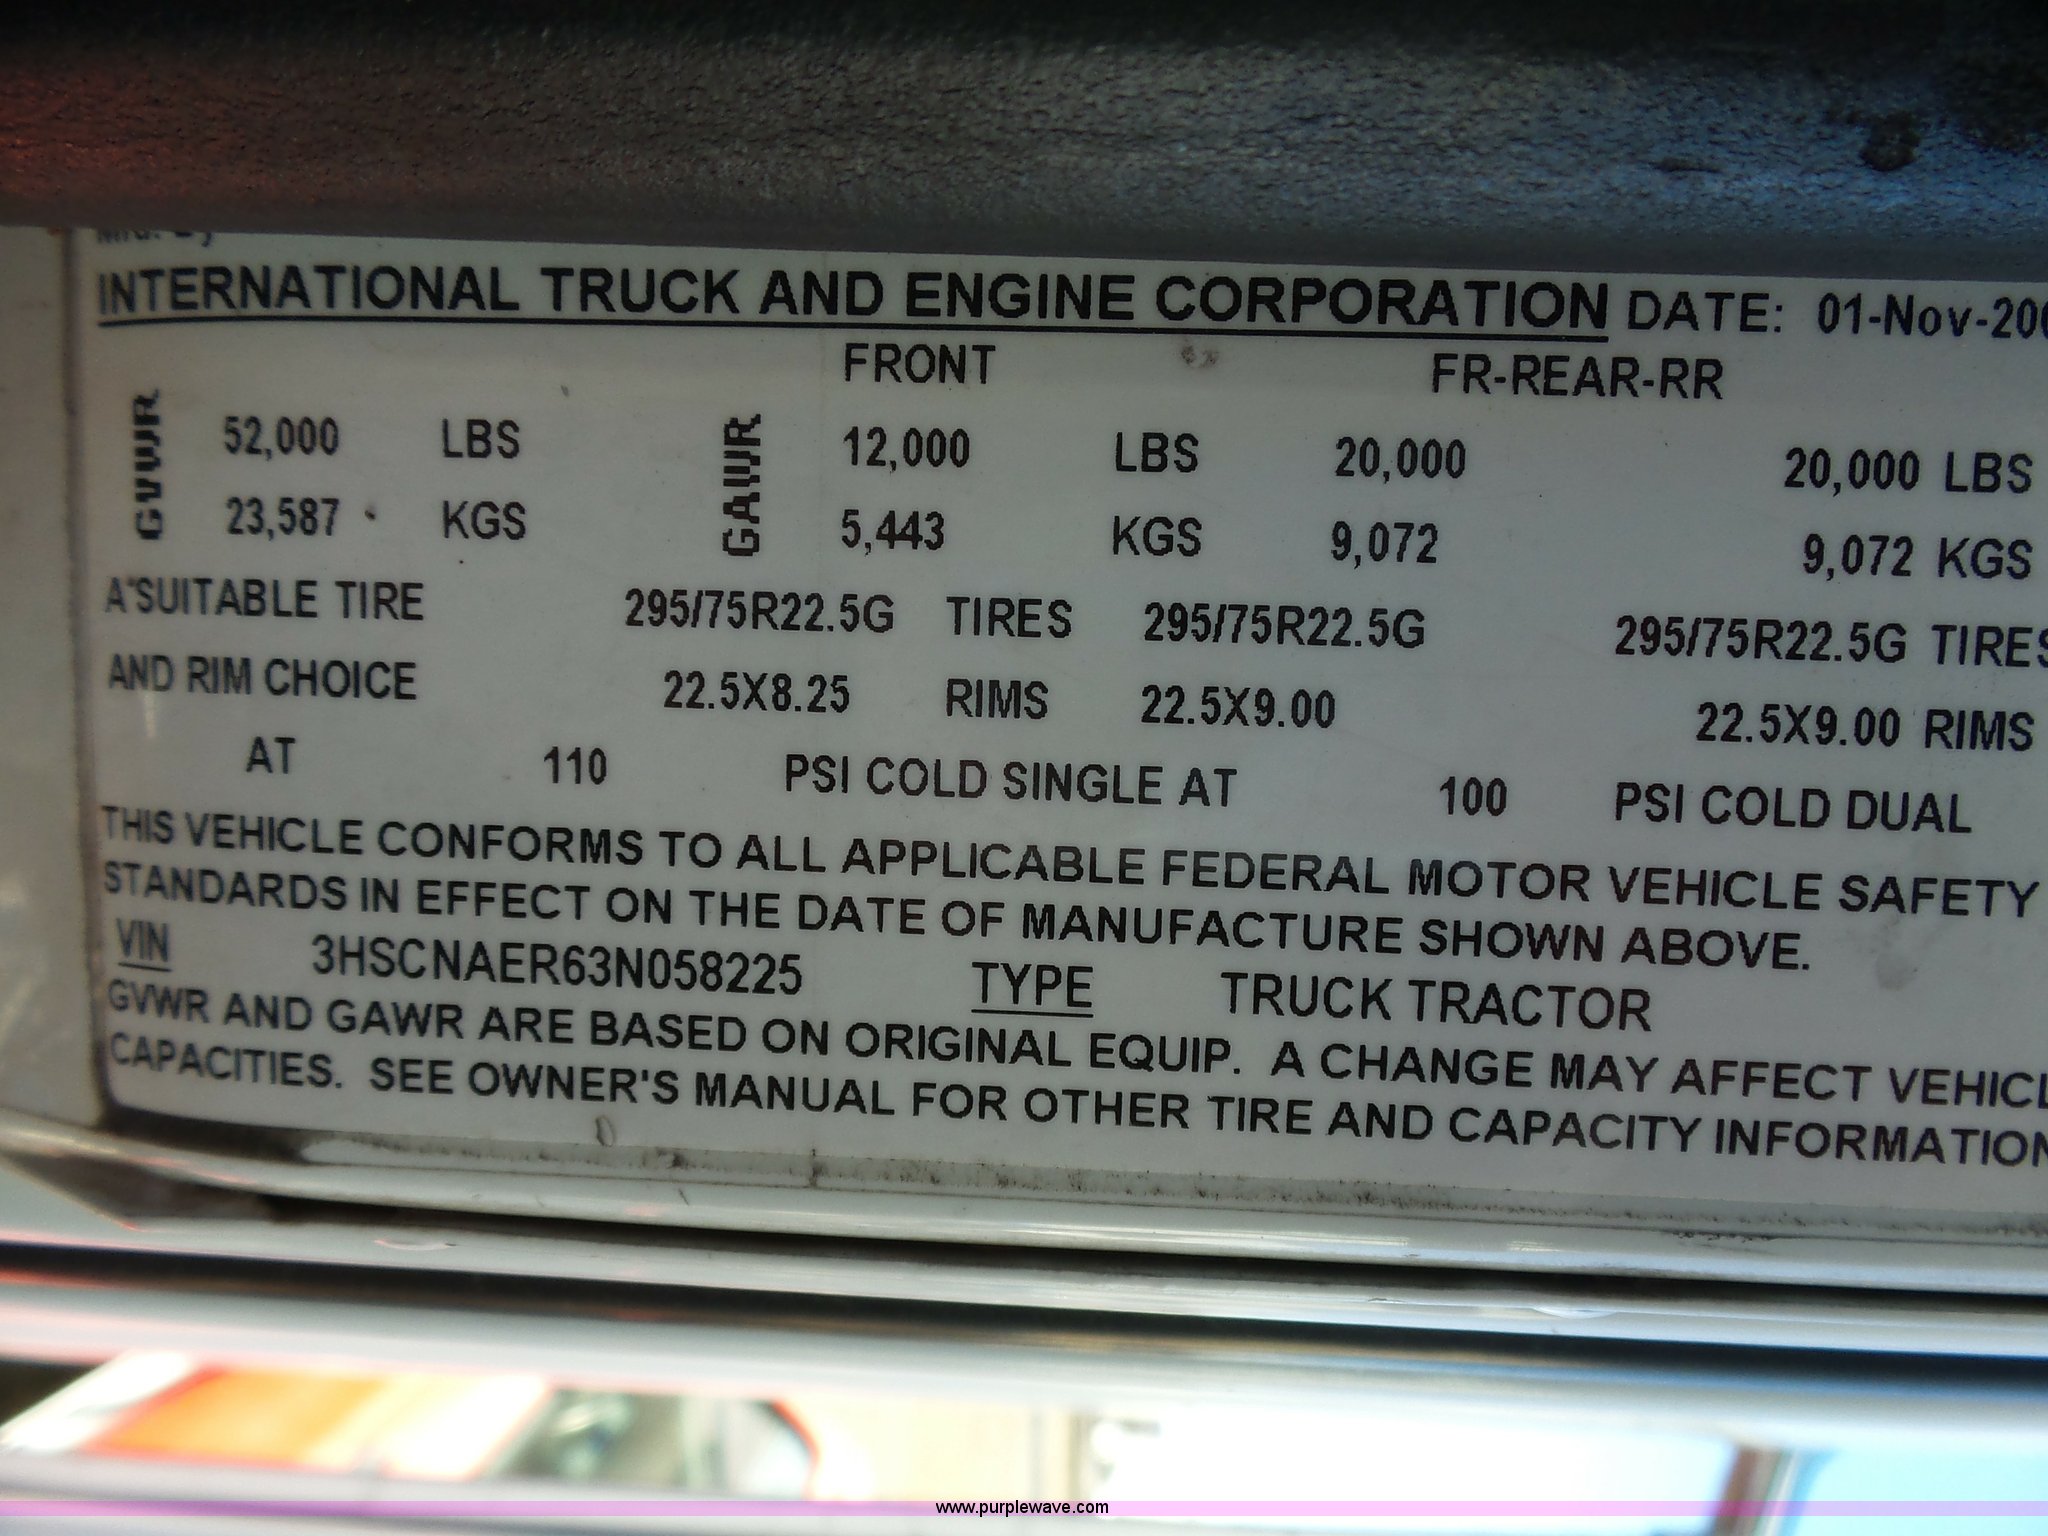 Mfd. By
INTERNATIONAL TRUCK AND ENGINE CORPORATION DATE: 01-Nov-200
FRONT FR-REAR-RR
GVWR 52,000 LBS GAWR 12,000 LBS 20,000 20,000 LBS
23,587 KGS 5,443 KGS 9,072 9,072 KGS
A SUITABLE TIRE 295/75R22.5G TIRES 295/75R22.5G 295/75R22.5G TIRES
AND RIM CHOICE 22.5X8.25 RIMS 22.5X9.00 22.5X9.00 RIMS
AT 110 PSI COLD SINGLE AT 100 PSI COLD DUAL
THIS VEHICLE CONFORMS TO ALL APPLICABLE FEDERAL MOTOR VEHICLE SAFETY
STANDARDS IN EFFECT ON THE DATE OF MANUFACTURE SHOWN ABOVE.
VIN 3HSCNAER63N058225 TYPE TRUCK TRACTOR
GVWR AND GAWR ARE BASED ON ORIGINAL EQUIP. A CHANGE MAY AFFECT VEHICL
CAPACITIES. SEE OWNER'S MANUAL FOR OTHER TIRE AND CAPACITY INFORMATION
www.purplewave.com